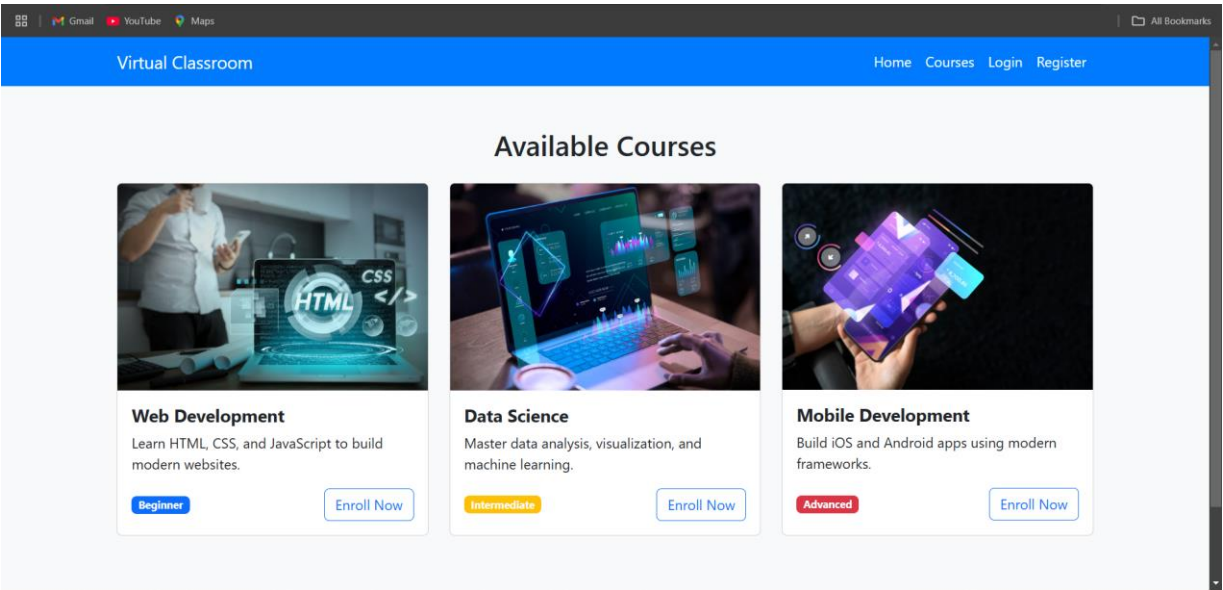 Gmail YouTube Maps All Bookmarks
Virtual Classroom Home Courses Login Register
Available Courses
CSS
HTML </>
Web Development
Learn HTML, CSS, and JavaScript to build
modern websites.
Beginner Enroll Now
Data Science
Master data analysis, visualization, and
machine learning.
Intermediate Enroll Now
Mobile Development
Build iOS and Android apps using modern
frameworks.
Advanced Enroll Now